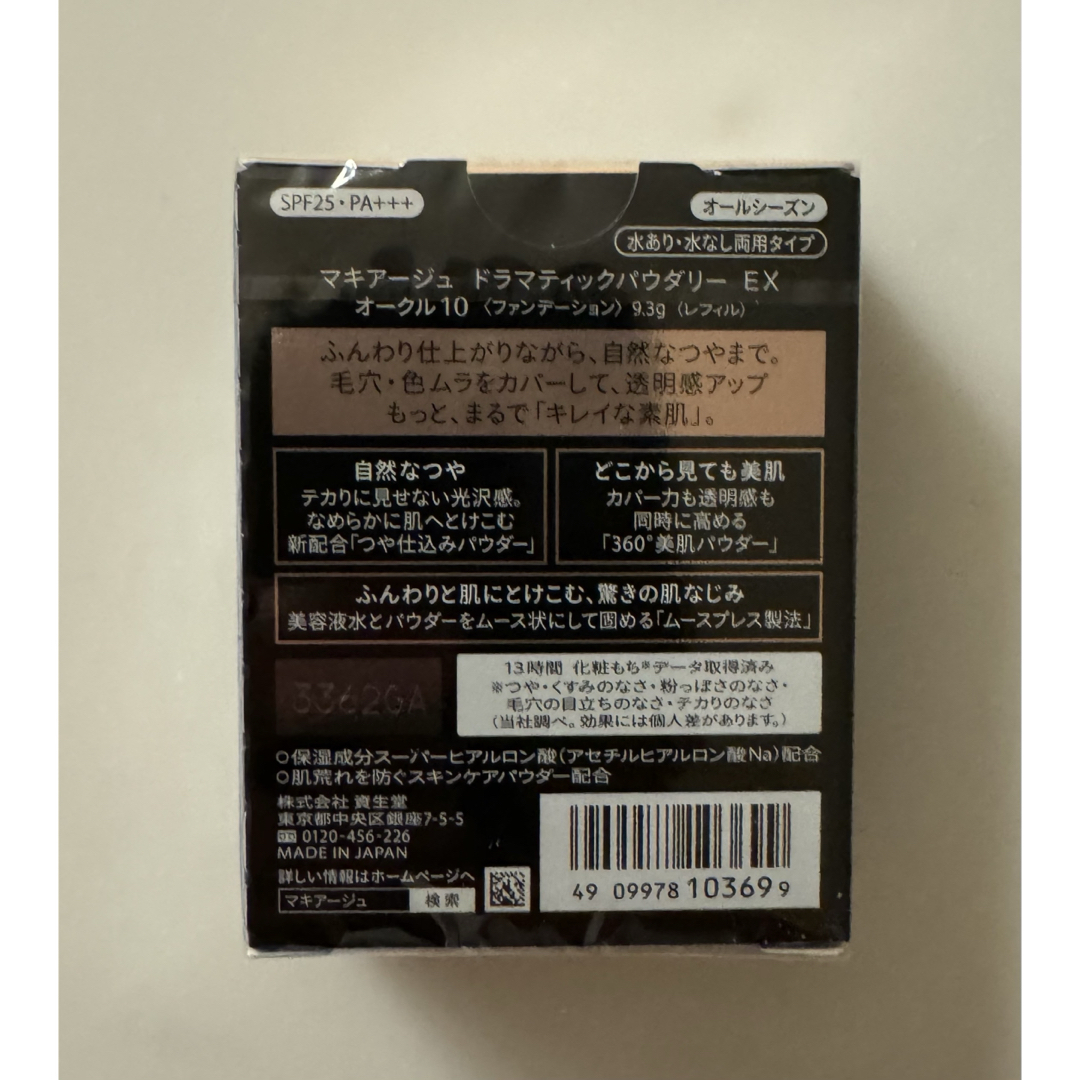 SPF25・PA+++
オールシーズン
水あり・水なし両用タイプ
マキアージュ ドラマティックパウダリー EX
オークル10 〈ファンデーション〉 9.3g 〈レフィル〉
ふんわり仕上がりながら、自然なつやまで。
毛穴・色ムラをカバーして、透明感アップ
もっと、まるで「キレイな素肌」。
自然なつや
テカりに見せない光沢感。
なめらかに肌へとけこむ
新配合「つや仕込みパウダー」
どこから見ても美肌
カバー力も透明感も
同時に高める
「360°美肌パウダー」
ふんわりと肌にとけこむ、驚きの肌なじみ
美容液水とパウダーをムース状にして固める「ムースプレス製法」
3362GA
13時間 化粧もち※データ取得済み
※つや・くすみのなさ・粉っぽさのなさ・
毛穴の目立ちのなさ・テカりのなさ
(当社調べ。効果には個人差があります。)
○保湿成分スーパーヒアルロン酸(アセチルヒアルロン酸Na)配合
○肌荒れを防ぐスキンケアパウダー配合
株式会社 資生堂
東京都中央区銀座7-5-5
0120-456-226
MADE IN JAPAN
詳しい情報はホームページへ
マキアージュ 検索
49 09978 10369 9